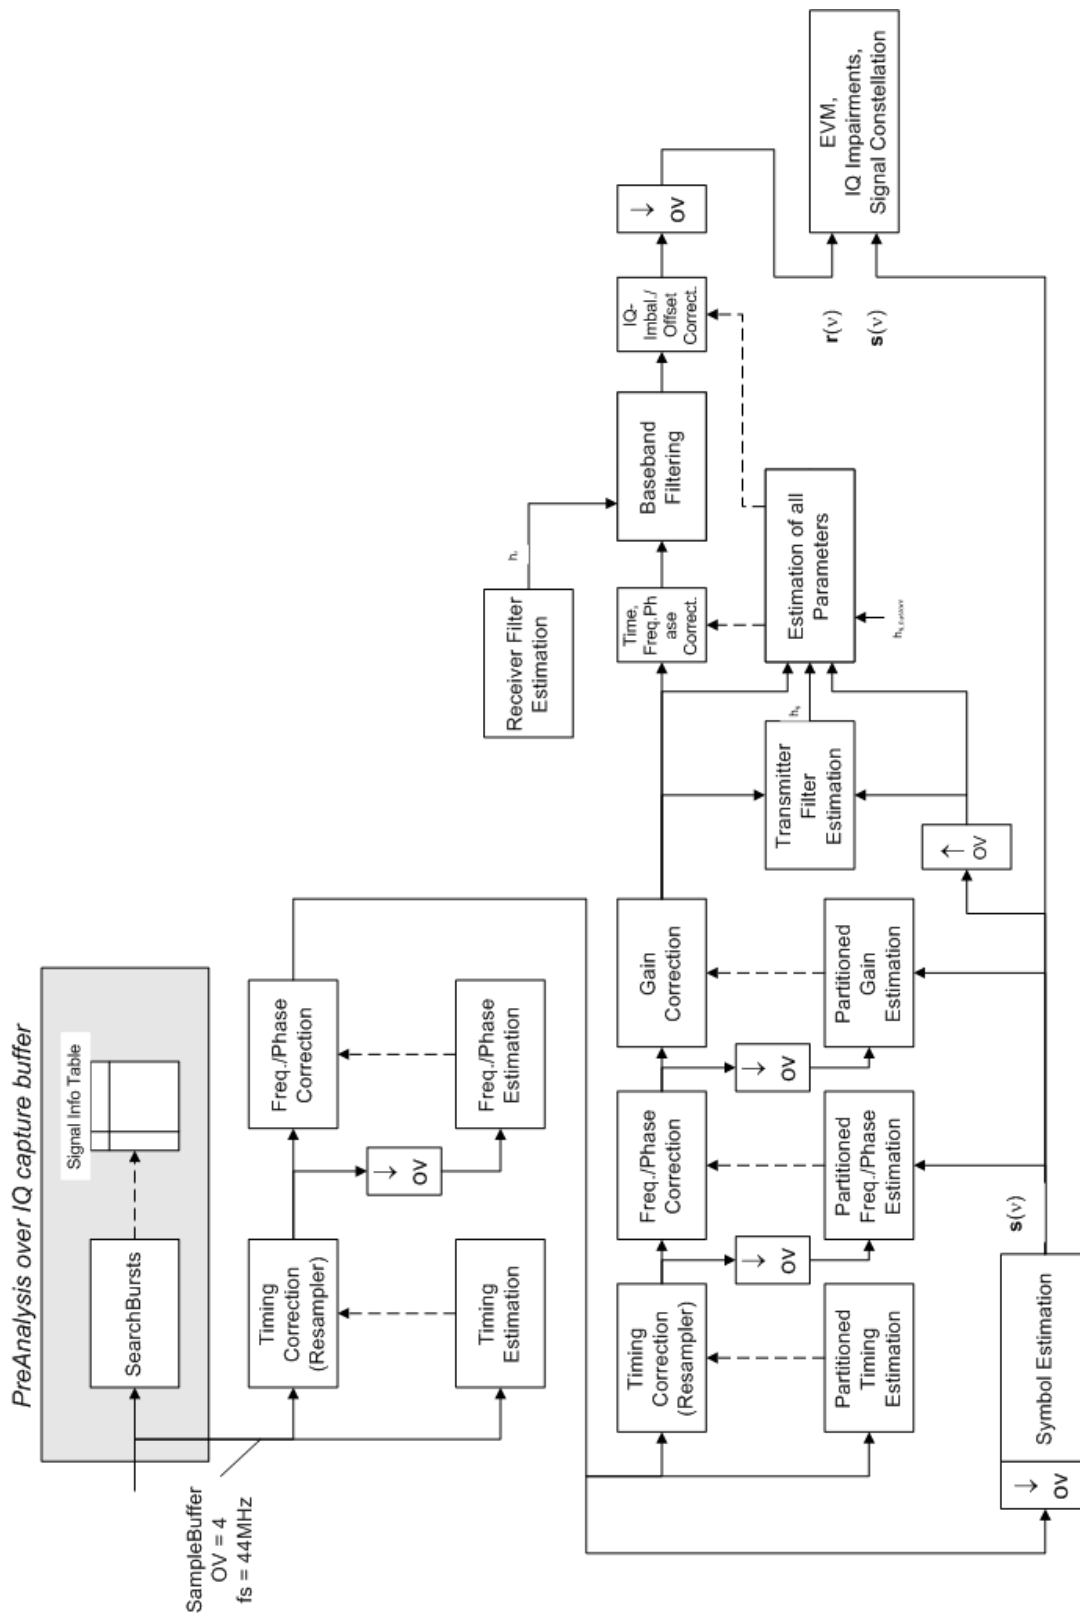 PreAnalysis over IQ capture buffer
SearchBursts
Signal Info Table
SampleBuffer
OV = 4
fs = 44MHz
Timing
Correction
(Resampler)
Freq./Phase
Correction
↓
OV
Timing
Estimation
Freq./Phase
Estimation
Receiver Filter
Estimation
h
Timing
Correction
(Resampler)
Freq./Phase
Correction
Gain
Correction
Time,
Freq.Ph
ase
Correct.
Baseband
Filtering
IQ-
Imbal./
Offset
Correct.
↓
OV
↓
OV
↓
OV
Partitioned
Timing
Estimation
Partitioned
Freq./Phase
Estimation
Partitioned
Gain
Estimation
Transmitter
Filter
Estimation
hs
Estimation of all
Parameters
r(ν)
s(ν)
EVM,
IQ Impairments,
Signal Constellation
↑
OV
↓
OV
Symbol Estimation
s(ν)